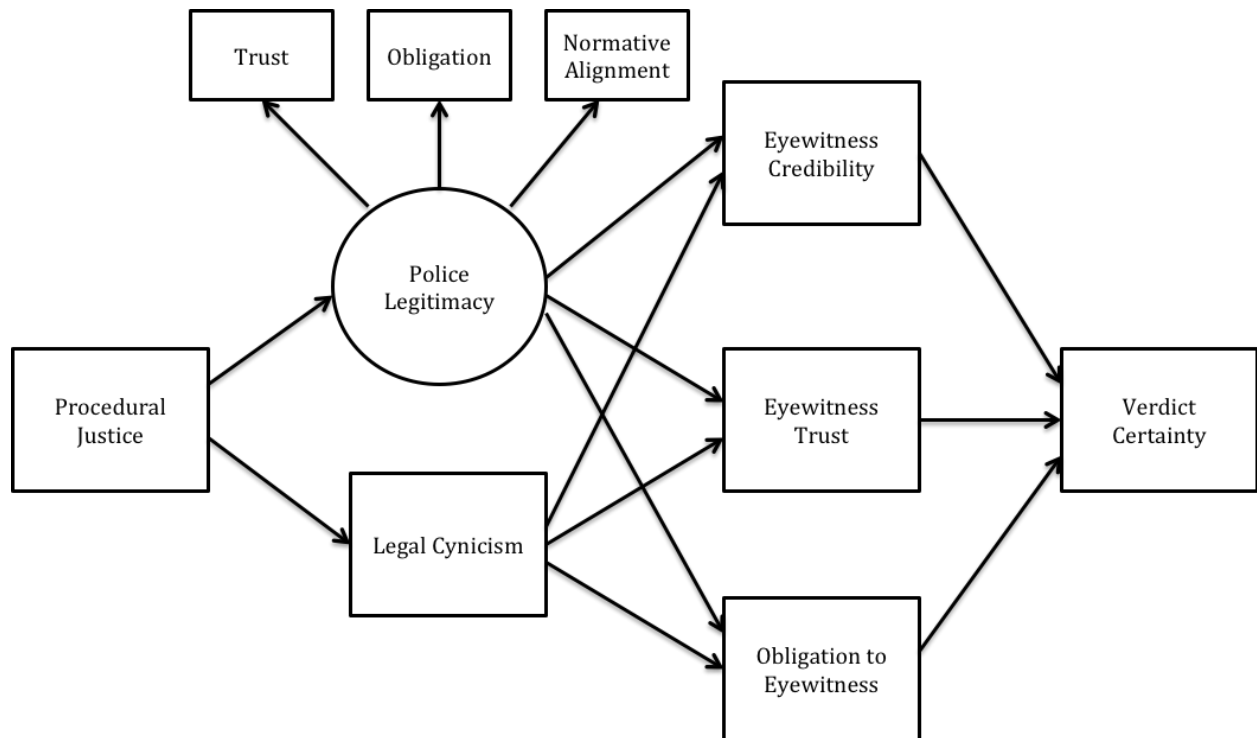 Trust
Obligation
Normative
Alignment
Eyewitness
Credibility
Police
Legitimacy
Procedural
Justice
Eyewitness
Trust
Verdict
Certainty
Legal Cynicism
Obligation to
Eyewitness